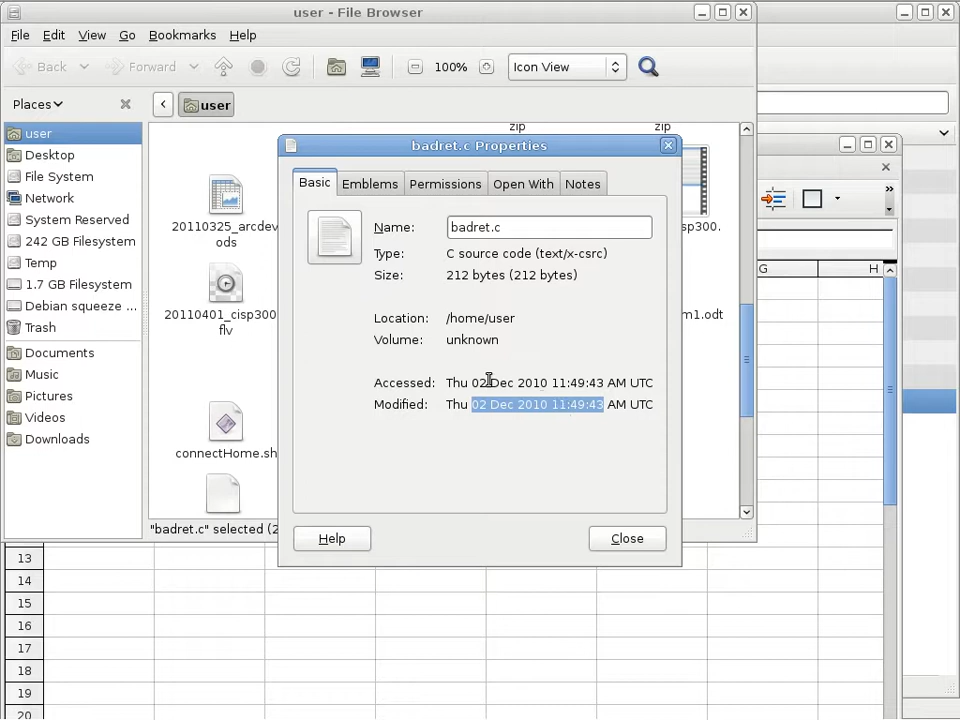 user - File Browser
File Edit View Go Bookmarks Help
Back Forward 100% Icon View
Places user
user
Desktop
File System
Network
System Reserved
242 GB Filesystem
Temp
1.7 GB Filesystem
Debian squeeze ...
Trash
Documents
Music
Pictures
Videos
Downloads
zip zip
20110325_arcdev
ods
20110401_cisp300
flv
connectHome.sh
sp300.
m1.odt
"badret.c" selected (2
badret.c Properties
Basic Emblems Permissions Open With Notes
Name: badret.c
Type: C source code (text/x-csrc)
Size: 212 bytes (212 bytes)
Location: /home/user
Volume: unknown
Accessed: Thu 02 Dec 2010 11:49:43 AM UTC
Modified: Thu 02 Dec 2010 11:49:43 AM UTC
Help Close
G H
13
14
15
16
17
18
19
20